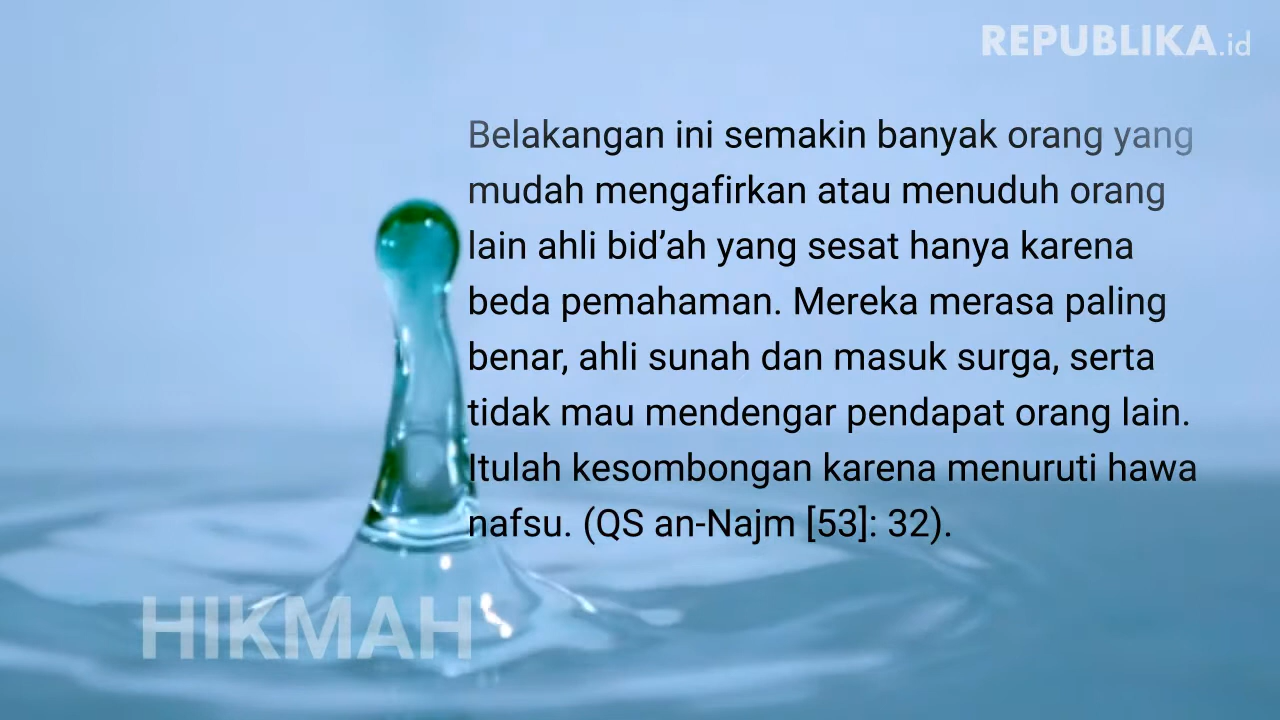 REPUBLIKA.id
Belakangan ini semakin banyak orang yang
mudah mengafirkan atau menuduh orang
lain ahli bid’ah yang sesat hanya karena
beda pemahaman. Mereka merasa paling
benar, ahli sunah dan masuk surga, serta
tidak mau mendengar pendapat orang lain.
Itulah kesombongan karena menuruti hawa
nafsu. (QS an-Najm [53]: 32).
HIKMAH